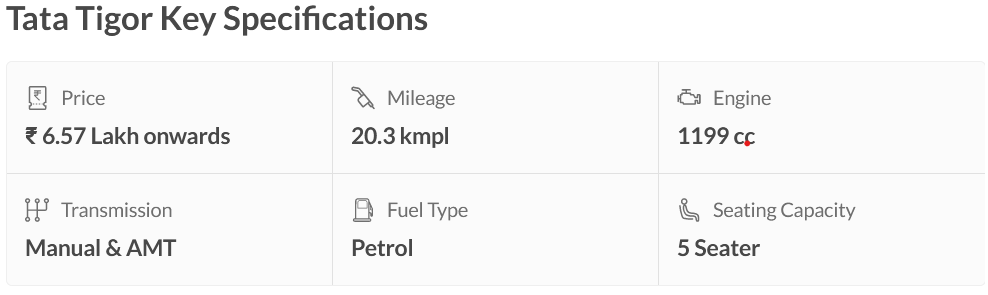 Tata Tigor Key Specifications
Price
₹ 6.57 Lakh onwards
Mileage
20.3 kmpl
Engine
1199 cc
Transmission
Manual & AMT
Fuel Type
Petrol
Seating Capacity
5 Seater